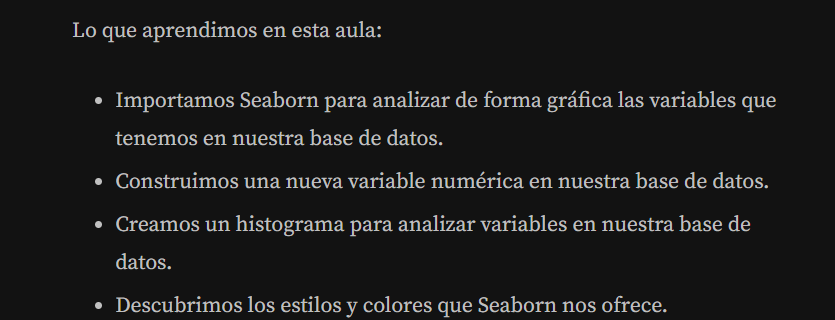 Lo que aprendimos en esta aula:
• Importamos Seaborn para analizar de forma gráfica las variables que
tenemos en nuestra base de datos.
• Construimos una nueva variable numérica en nuestra base de datos.
• Creamos un histograma para analizar variables en nuestra base de
datos.
• Descubrimos los estilos y colores que Seaborn nos ofrece.